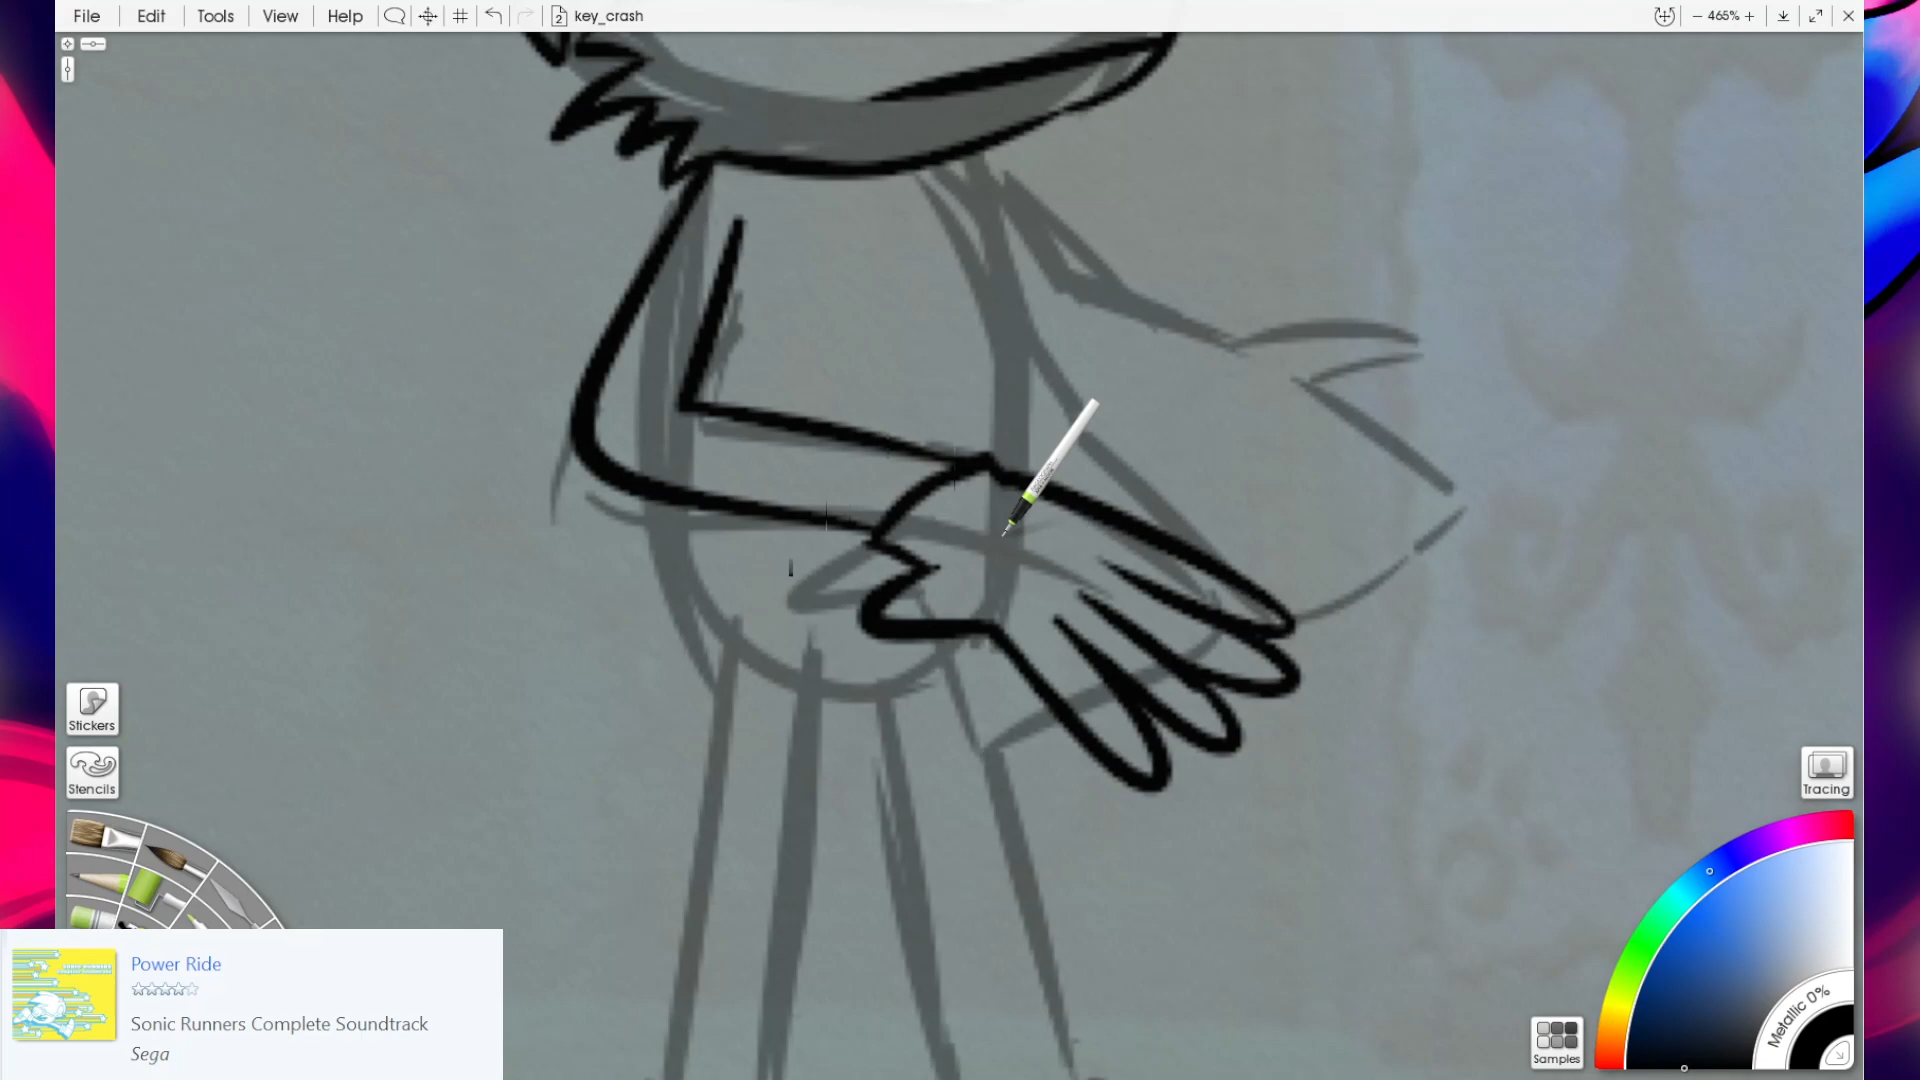 File Edit Tools View Help 2 key_crash − 465% +
Stickers
Stencils
Tracing
Metallic 0%
Samples
Power Ride
Sonic Runners Complete Soundtrack
Sega